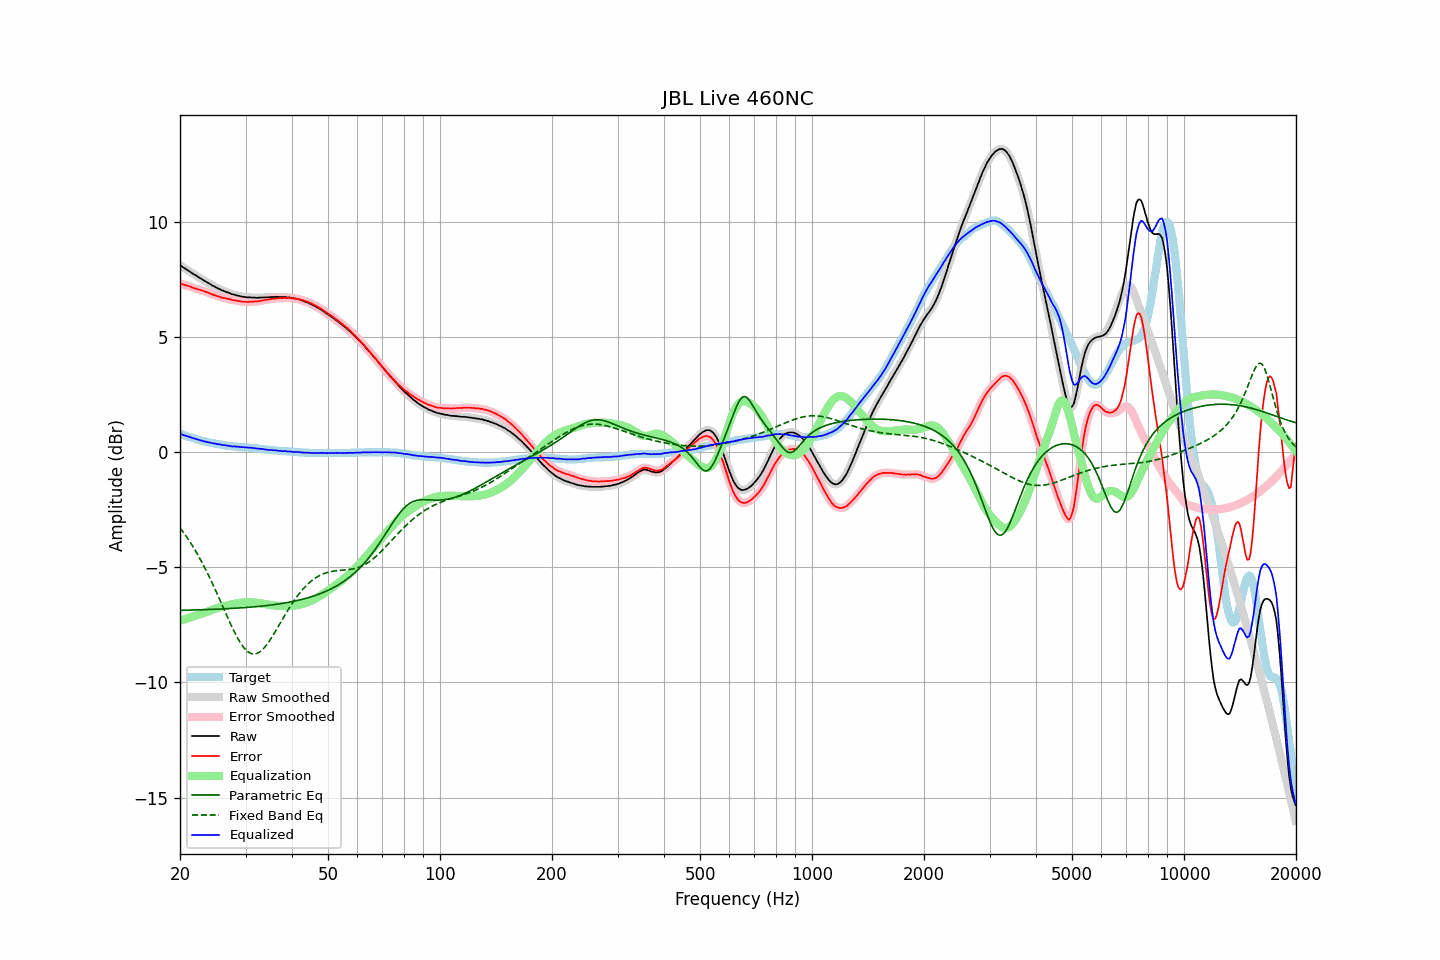 JBL Live 460NC
Amplitude (dBr)
10
5
0
−5
−10
−15
Target
Raw Smoothed
Error Smoothed
Raw
Error
Equalization
Parametric Eq
Fixed Band Eq
Equalized
20 50 100 200 500 1000 2000 5000 10000 20000
Frequency (Hz)